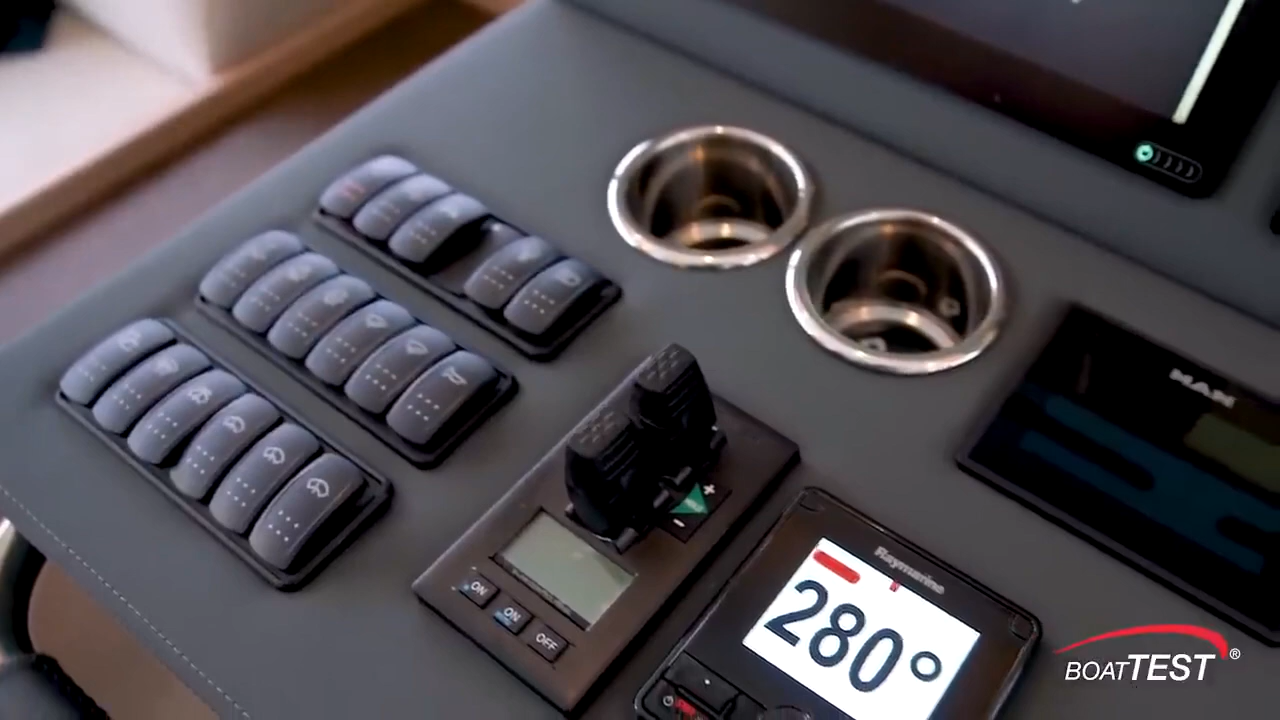 MAN
Raymarine
280°
+
-
ON
ON
OFF
BOATTEST®